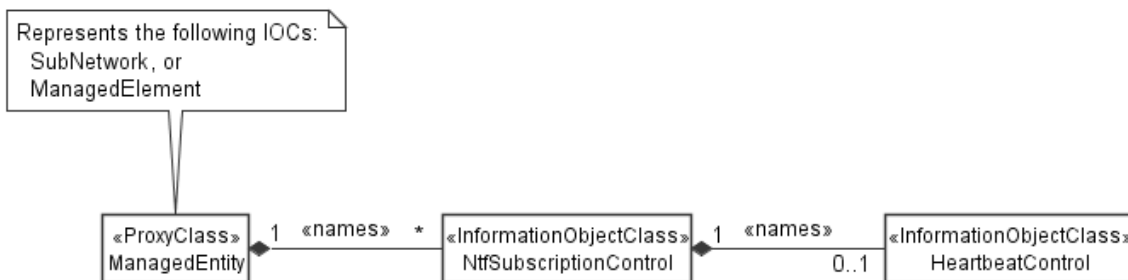 Represents the following IOCs:
SubNetwork, or
ManagedElement
«ProxyClass»
ManagedEntity
1 «names» *
«InformationObjectClass»
NtfSubscriptionControl
1 «names»
0..1
«InformationObjectClass»
HeartbeatControl